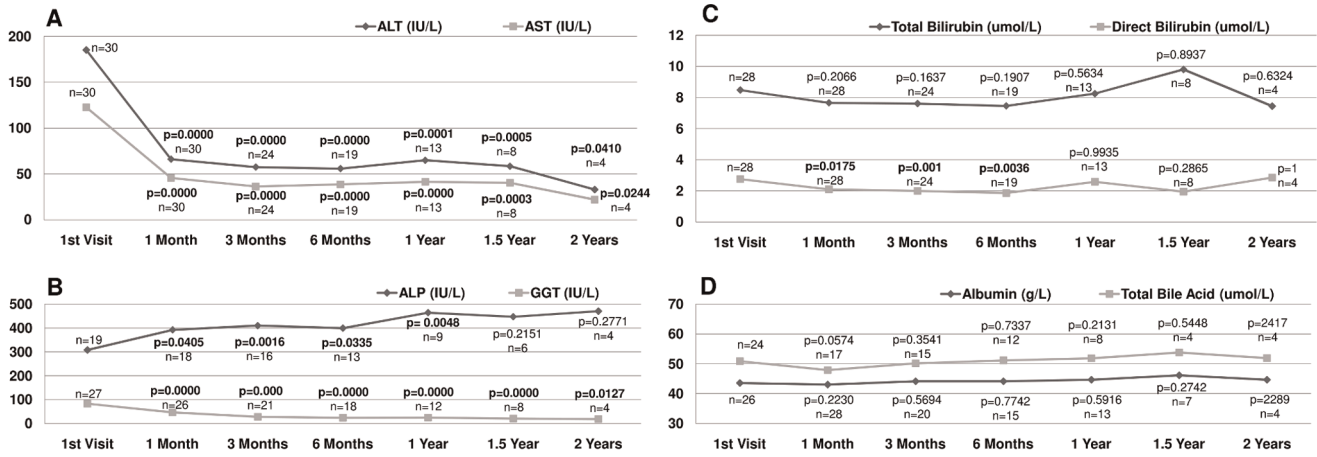 A
ALT (IU/L) AST (IU/L)
200
150
100
50
0
n=30
n=30
p=0.0000 p=0.0000 p=0.0000 p=0.0001 p=0.0005 p=0.0410
n=30 n=24 n=19 n=13 n=8 n=4
p=0.0000 p=0.0000 p=0.0000 p=0.0000 p=0.0003 p=0.0244
n=30 n=24 n=19 n=13 n=8 n=4
1st Visit 1 Month 3 Months 6 Months 1 Year 1.5 Year 2 Years
B
ALP (IU/L) GGT (IU/L)
500
400
300
200
100
0
n=19 p=0.0405 p=0.0016 p=0.0335 p= 0.0048 p=0.2151 p=0.2771
n=18 n=16 n=13 n=9 n=6 n=4
n=27 p=0.0000 p=0.000 p=0.0000 p=0.0000 p=0.0000 p=0.0127
n=26 n=21 n=18 n=12 n=8 n=4
1st Visit 1 Month 3 Months 6 Months 1 Year 1.5 Year 2 Years
C
Total Bilirubin (umol/L) Direct Bilirubin (umol/L)
12
10
8
6
4
2
0
n=28 p=0.2066 p=0.1637 p=0.1907 p=0.5634 p=0.8937 p=0.6324
n=28 n=24 n=19 n=13 n=8 n=4
n=28 p=0.0175 p=0.001 p=0.0036 p=0.9935 p=0.2865 p=1
n=28 n=24 n=19 n=13 n=8 n=4
1st Visit 1 Month 3 Months 6 Months 1 Year 1.5 Year 2 Years
D
Albumin (g/L) Total Bile Acid (umol/L)
70
60
50
40
30
n=24 p=0.0574 p=0.3541 p=0.7337 p=0.2131 p=0.5448 p=2417
n=17 n=15 n=12 n=8 n=4 n=4
n=26 p=0.2230 p=0.5694 p=0.7742 p=0.5916 p=0.2742 p=2289
n=28 n=20 n=15 n=13 n=7 n=4
1st Visit 1 Month 3 Months 6 Months 1 Year 1.5 Year 2 Years